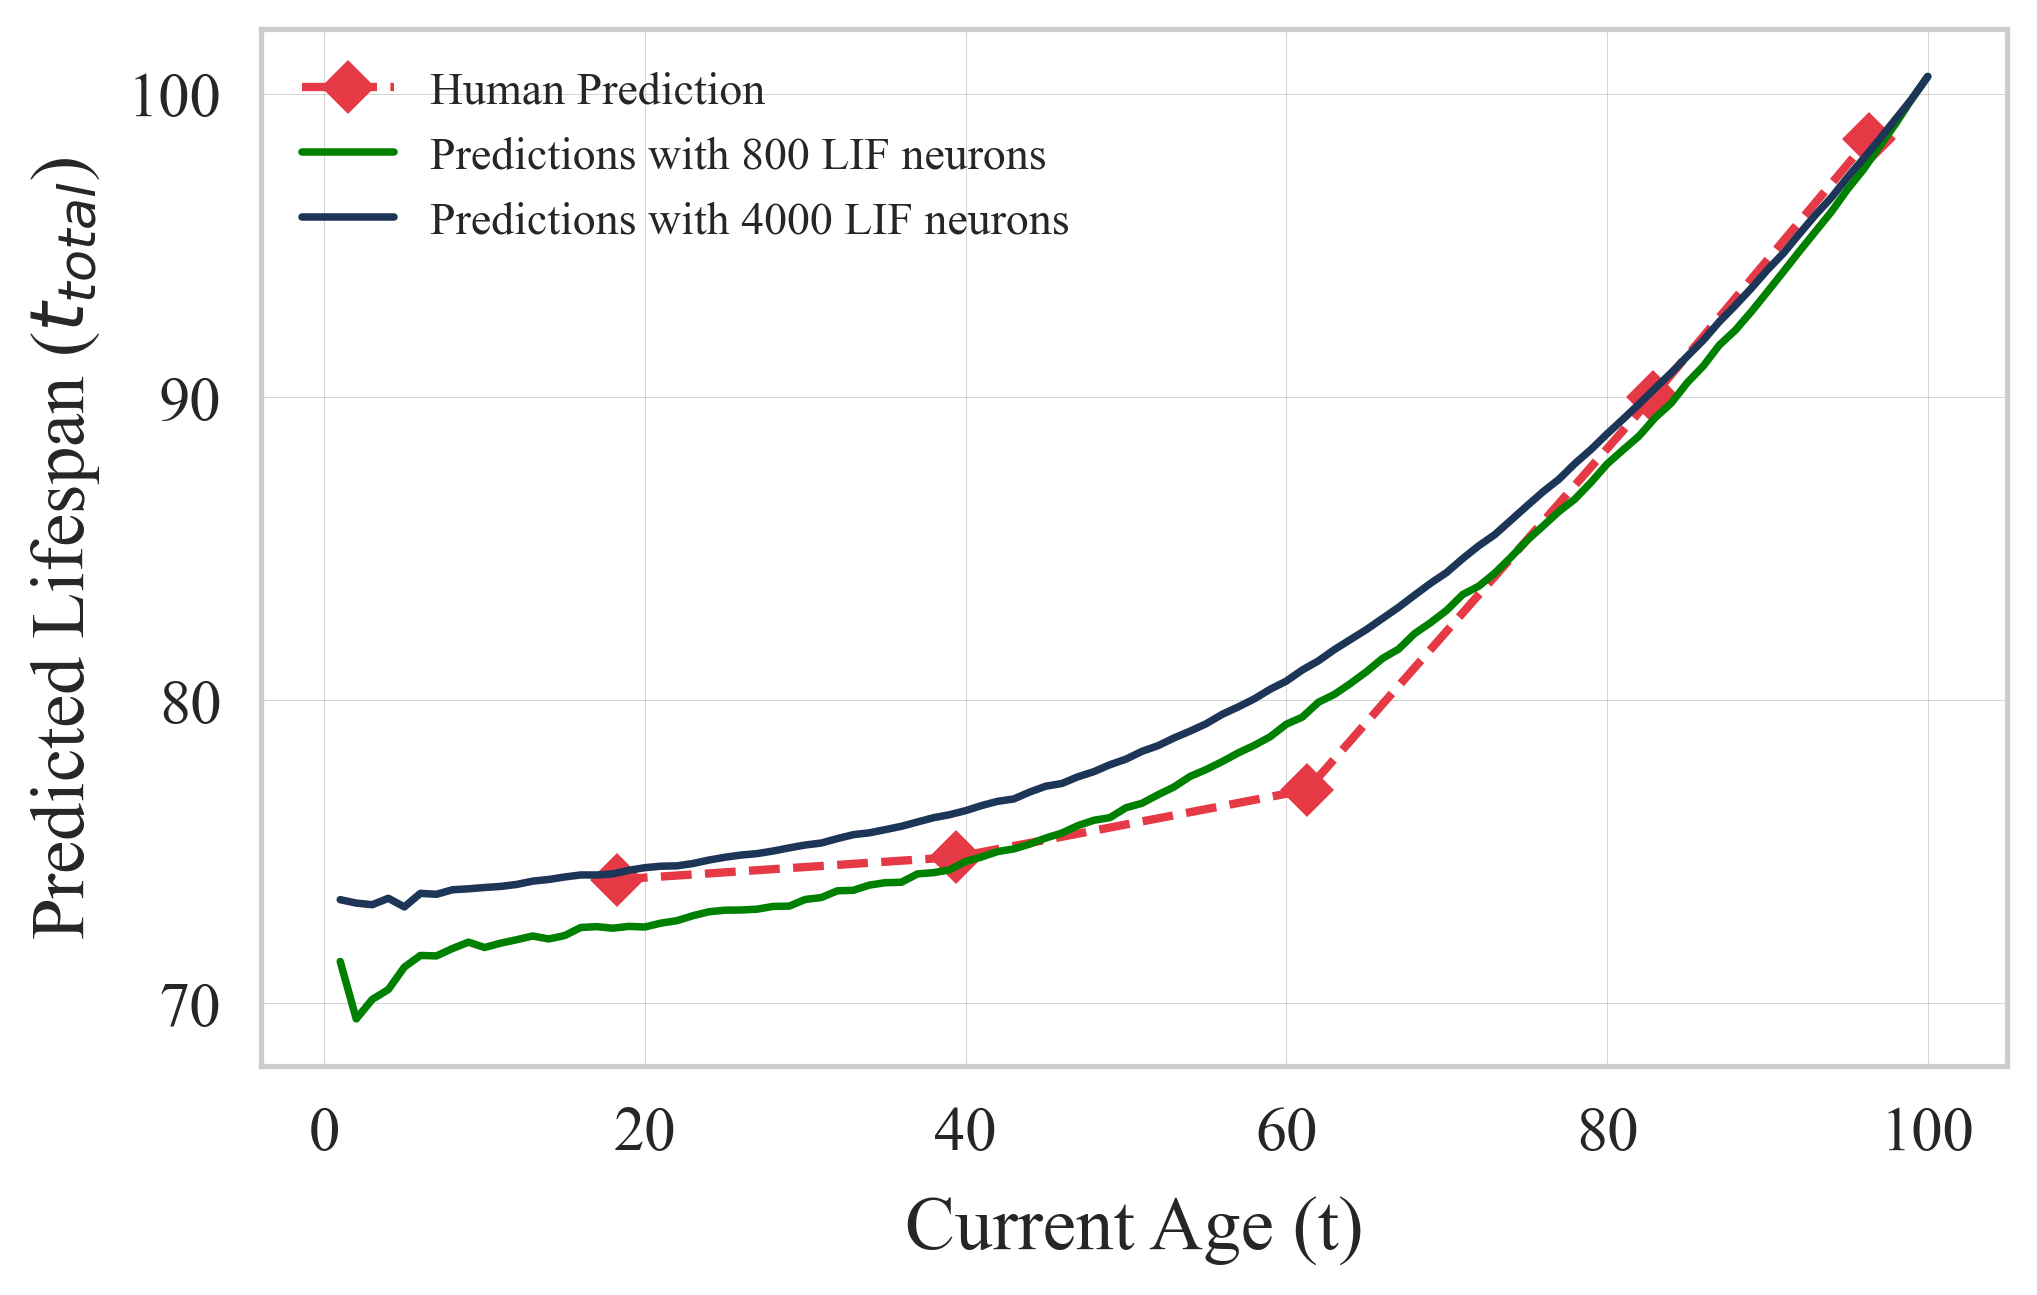 Human Prediction
Predictions with 800 LIF neurons
Predictions with 4000 LIF neurons
100
90
80
70
Predicted Lifespan (t_total)
0 20 40 60 80 100
Current Age (t)